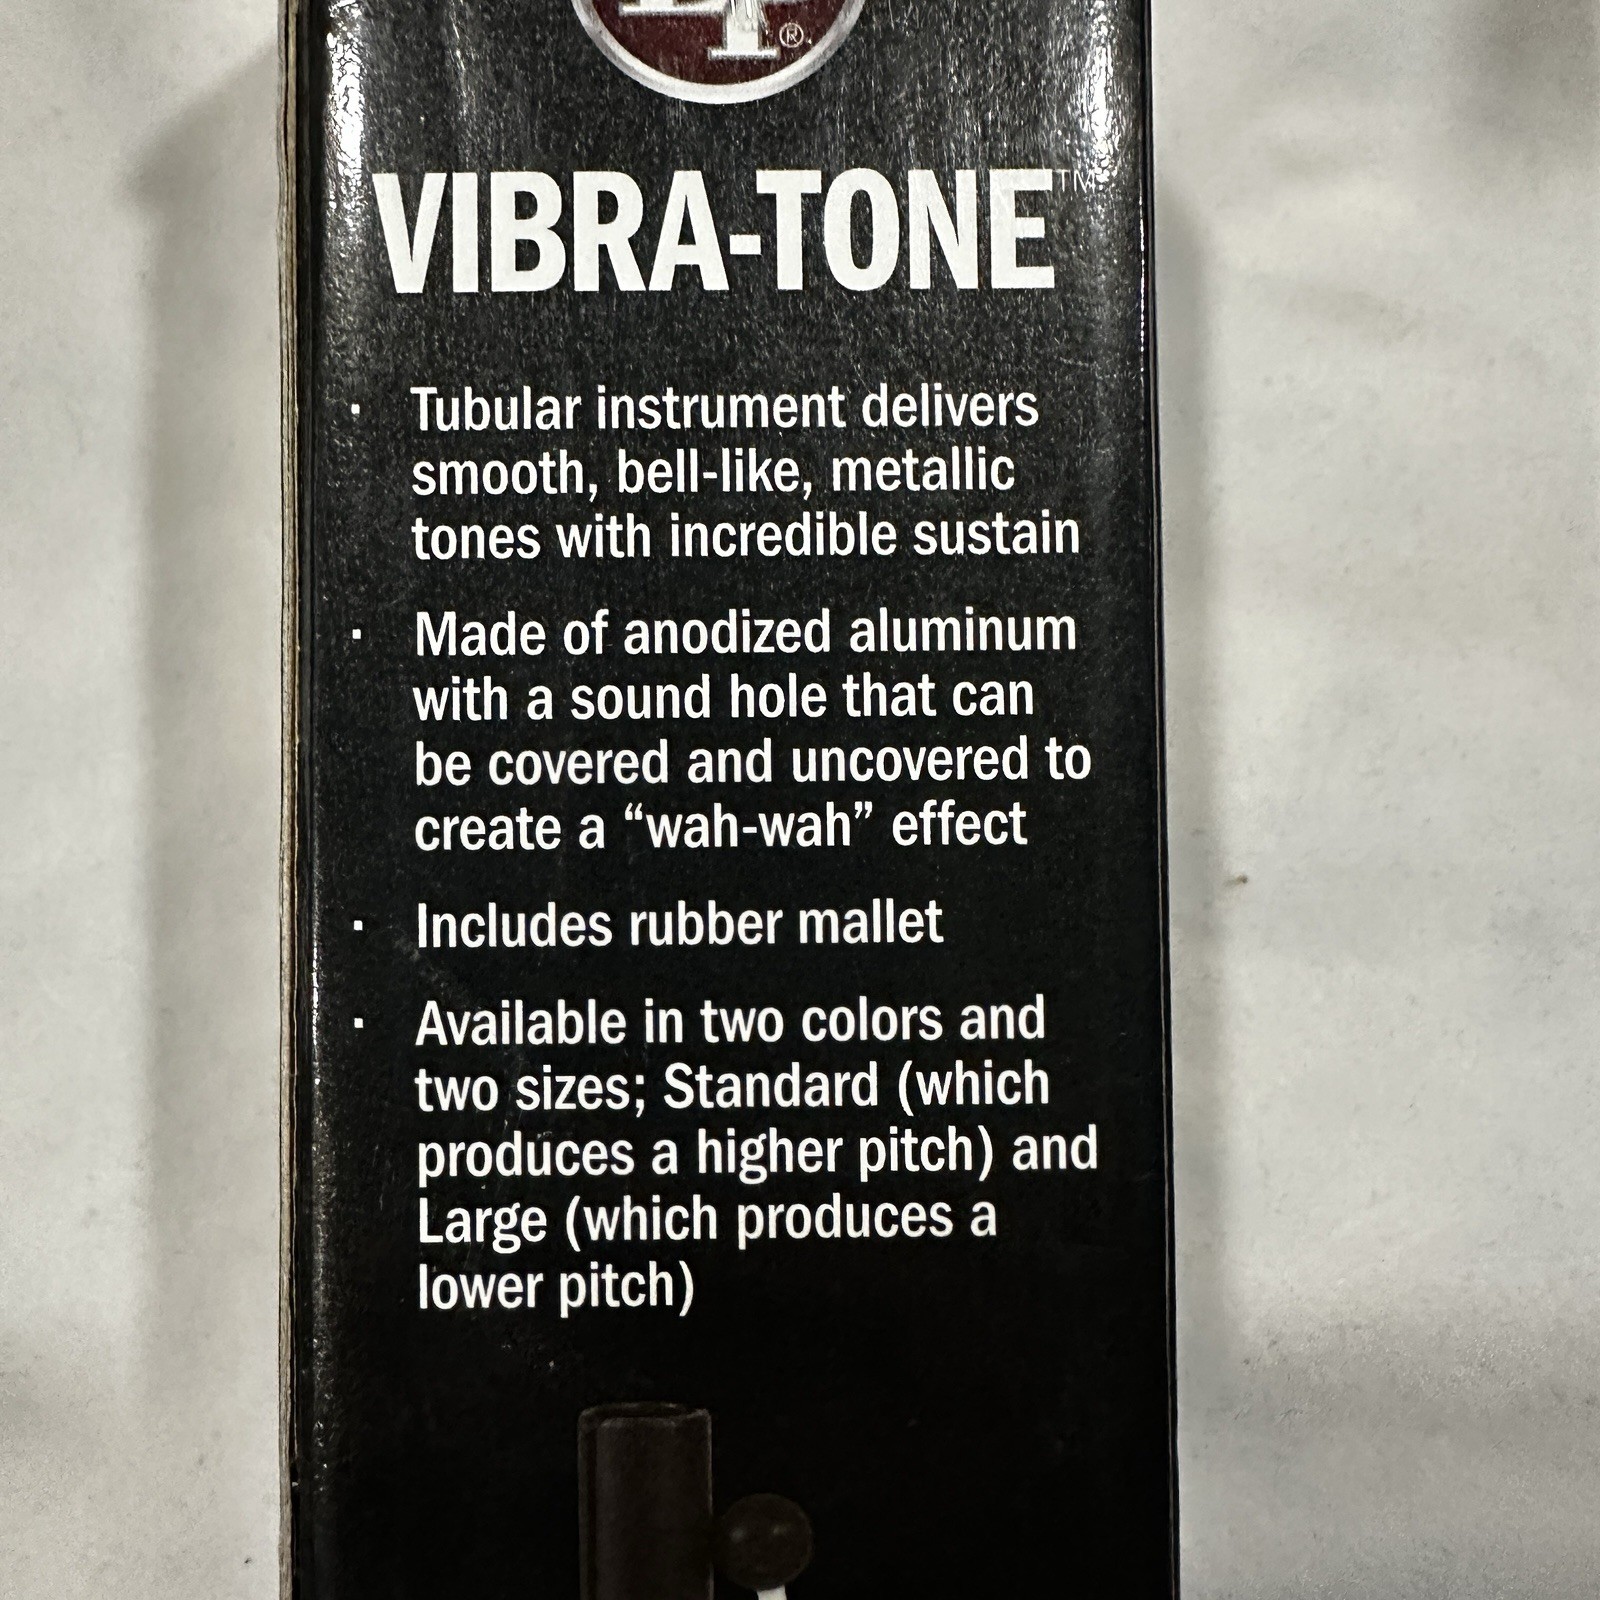 ®
VIBRA-TONE™
· Tubular instrument delivers
smooth, bell-like, metallic
tones with incredible sustain
· Made of anodized aluminum
with a sound hole that can
be covered and uncovered to
create a “wah-wah” effect
· Includes rubber mallet
· Available in two colors and
two sizes; Standard (which
produces a higher pitch) and
Large (which produces a
lower pitch)